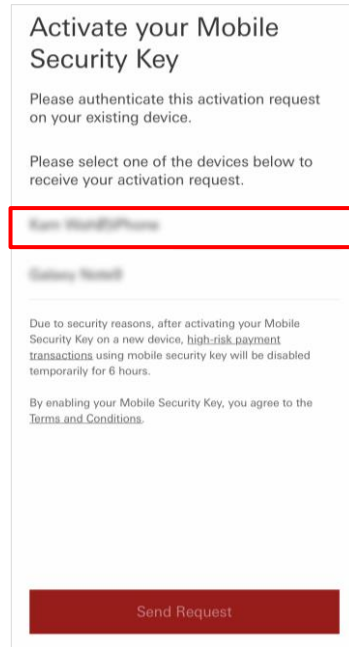 Activate your Mobile
Security Key
Please authenticate this activation request
on your existing device.
Please select one of the devices below to
receive your activation request.
Galaxy Note8
Due to security reasons, after activating your Mobile
Security Key on a new device, high-risk payment
transactions using mobile security key will be disabled
temporarily for 6 hours.
By enabling your Mobile Security Key, you agree to the
Terms and Conditions.
Send Request